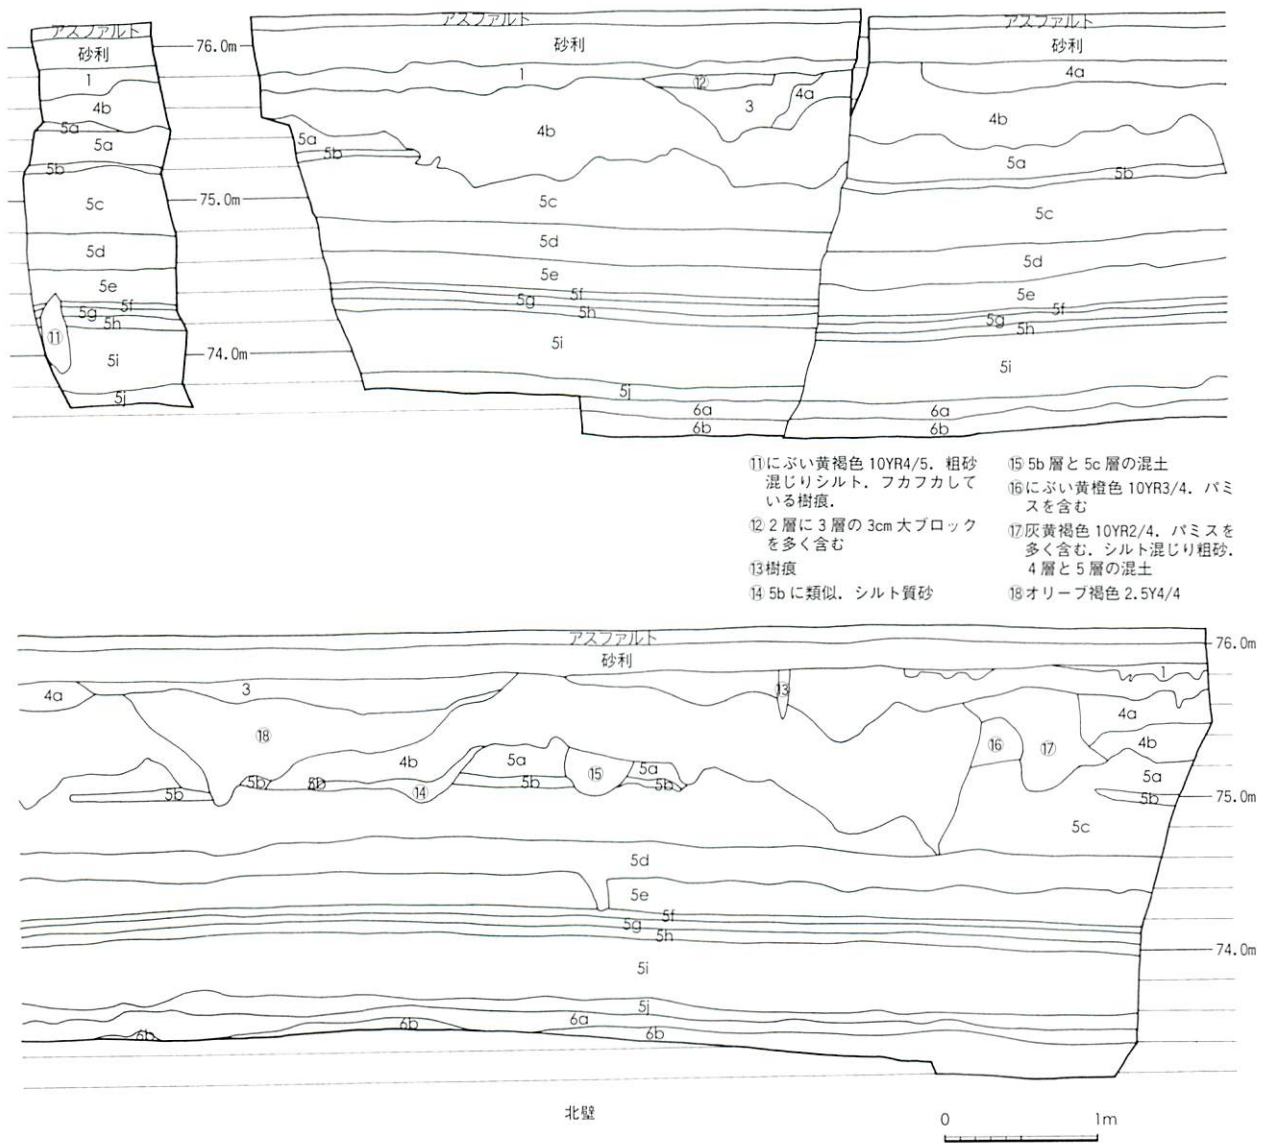 アスファルト
砂利
1
4b
5a
5a
5b
5c
5d
5e
5f
5g
5h
⑪
5i
5j
76.0m
75.0m
74.0m
アスファルト
砂利
1
⑫
3
4a
4b
5a
5b
5c
5d
5e
5f
5g
5h
5i
5j
6a
6b
アスファルト
砂利
4a
4b
5a
5b
5c
5d
5e
5f
5g
5h
5i
6a
6b
⑪にぶい黄褐色 10YR4/5．粗砂
混じりシルト．フカフカして
いる樹痕．
⑫ 2層に3層の3cm大ブロック
を多く含む
⑬樹痕
⑭ 5bに類似．シルト質砂
⑮ 5b層と5c層の混土
⑯にぶい黄橙色 10YR3/4．パミ
スを含む
⑰灰黄褐色 10YR2/4．パミスを
多く含む．シルト混じり粗砂．
4層と5層の混土
⑱オリーブ褐色 2.5Y4/4
アスファルト
砂利
76.0m
4a
3
⑬
1
4a
⑱
⑯
⑰
4b
4b
5a
⑮
5a
5a
5b
5b
5b
⑭
5b
5b
5b
75.0m
5c
5d
5e
5f
5g
5h
74.0m
5i
5j
6a
6b
6b
6b
北壁
0 1m